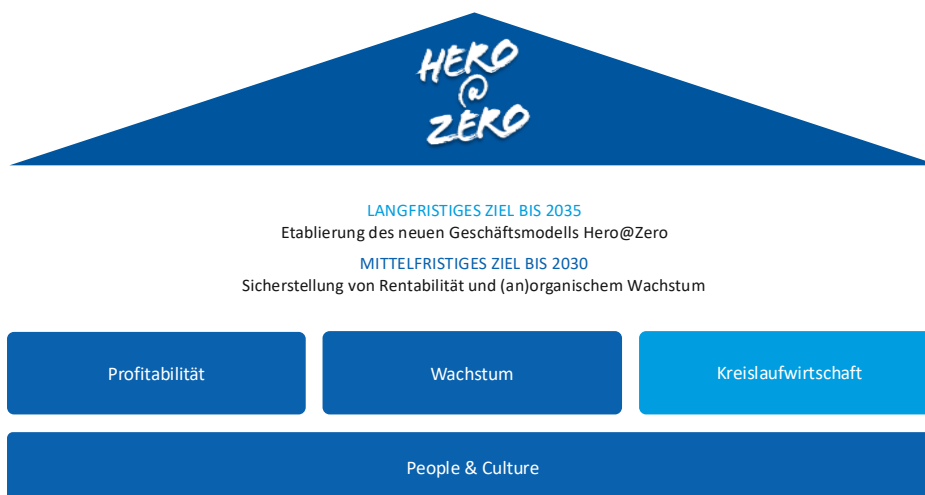 HERO
@
ZERO
LANGFRISTIGES ZIEL BIS 2035
Etablierung des neuen Geschäftsmodells Hero@Zero
MITTELFRISTIGES ZIEL BIS 2030
Sicherstellung von Rentabilität und (an)organischem Wachstum
Profitabilität
Wachstum
Kreislaufwirtschaft
People & Culture